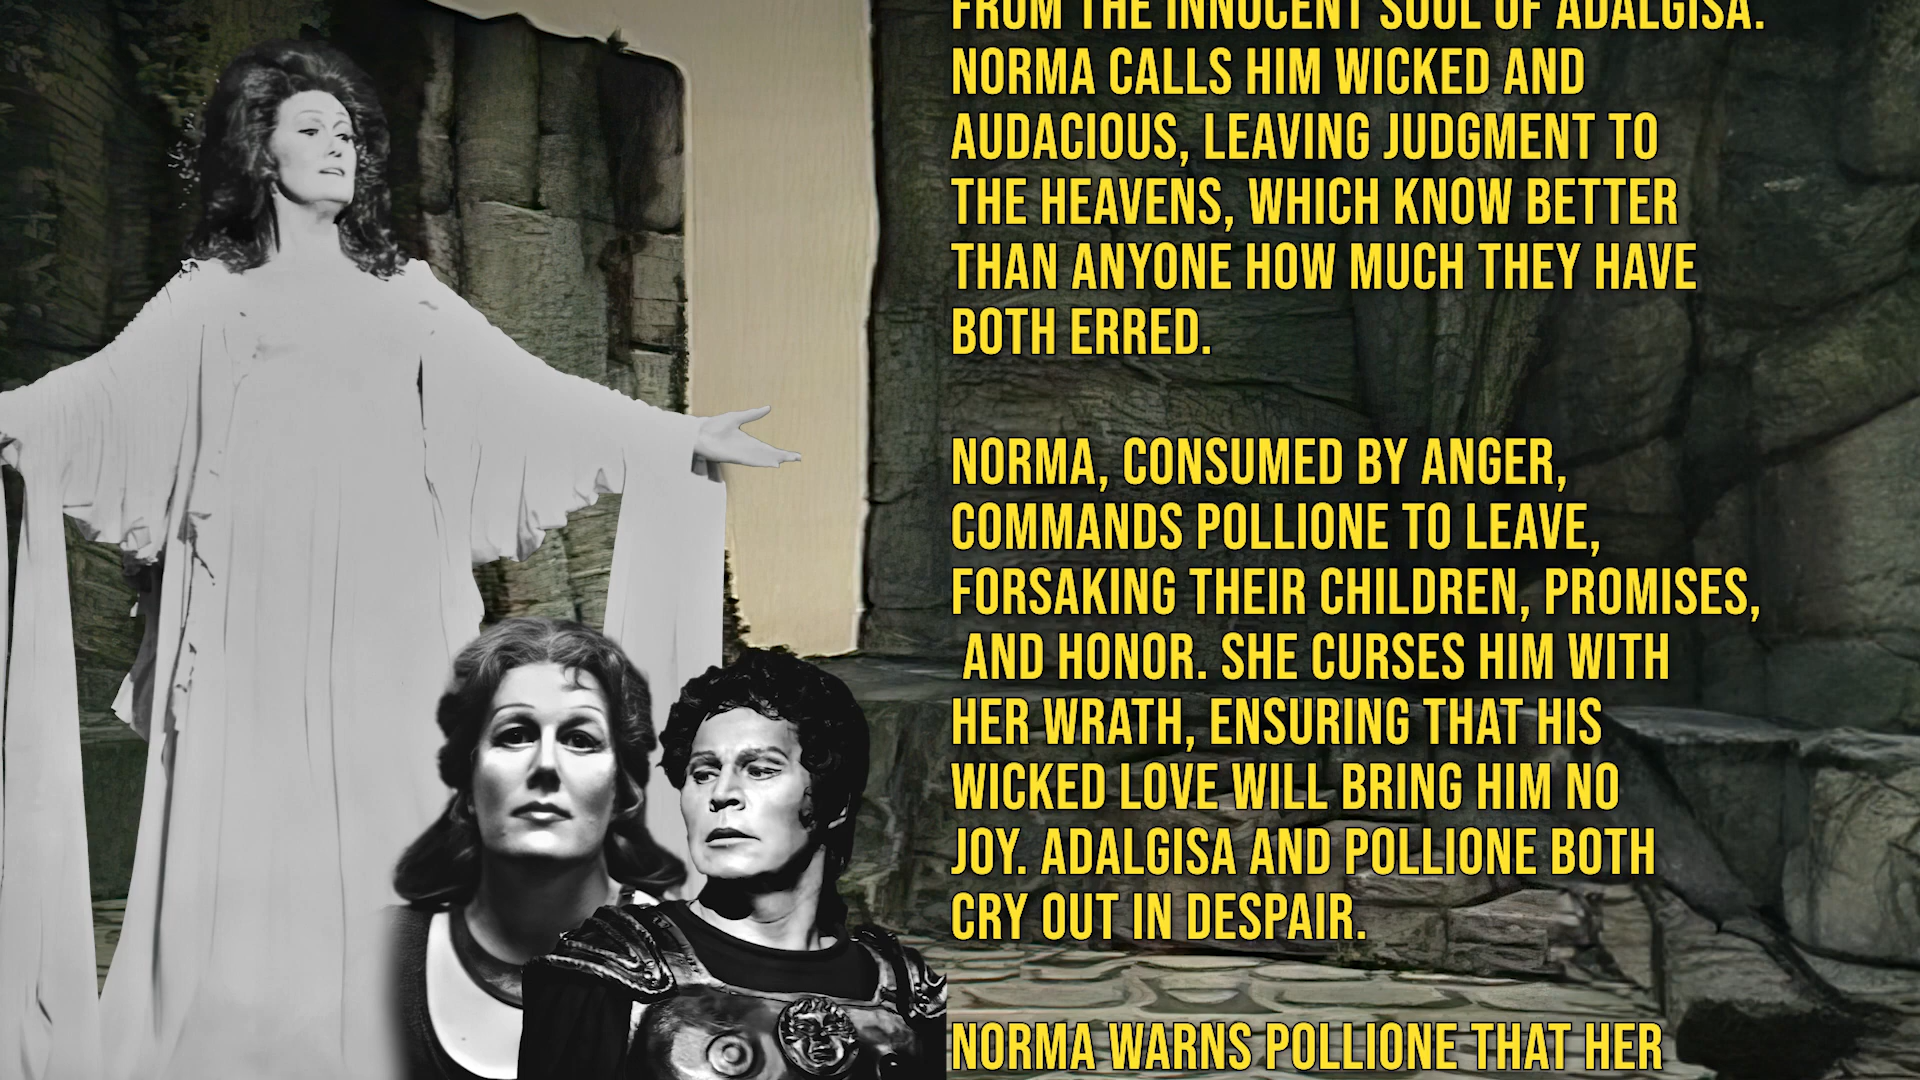 FROM THE INNOCENT SOUL OF ADALGISA.
NORMA CALLS HIM WICKED AND
AUDACIOUS, LEAVING JUDGMENT TO
THE HEAVENS, WHICH KNOW BETTER
THAN ANYONE HOW MUCH THEY HAVE
BOTH ERRED.
NORMA, CONSUMED BY ANGER,
COMMANDS POLLIONE TO LEAVE,
FORSAKING THEIR CHILDREN, PROMISES,
AND HONOR. SHE CURSES HIM WITH
HER WRATH, ENSURING THAT HIS
WICKED LOVE WILL BRING HIM NO
JOY. ADALGISA AND POLLIONE BOTH
CRY OUT IN DESPAIR.
NORMA WARNS POLLIONE THAT HER